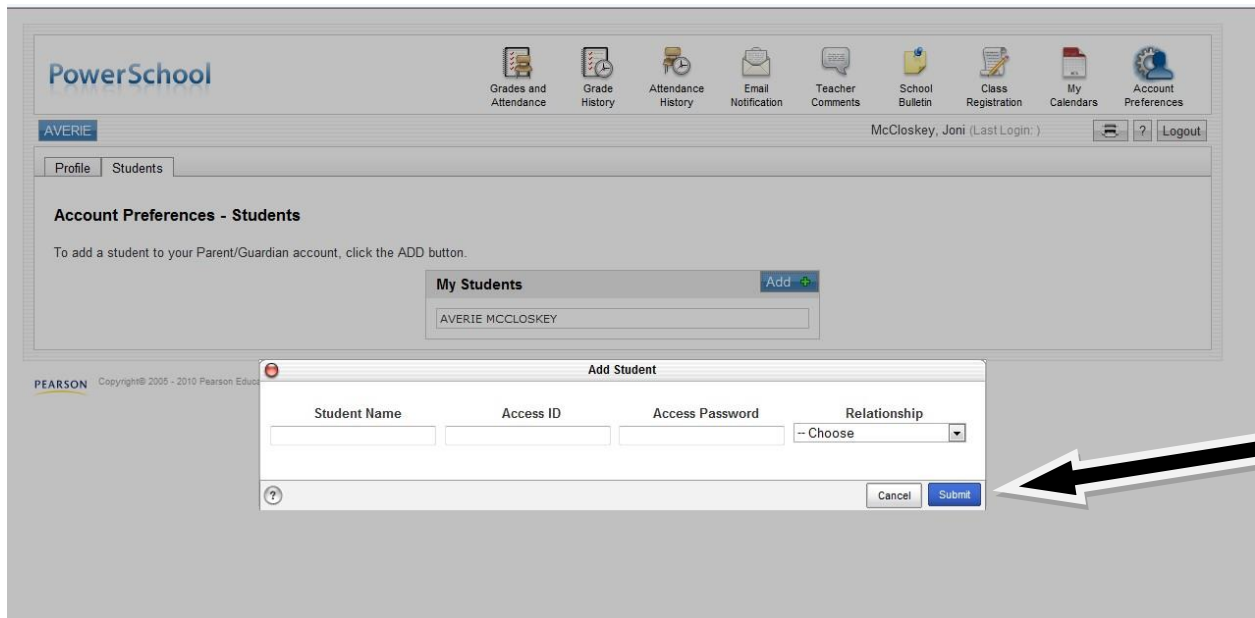 PowerSchool
Grades and Attendance
Grade History
Attendance History
Email Notification
Teacher Comments
School Bulletin
Class Registration
My Calendars
Account Preferences
AVERIE
McCloskey, Joni (Last Login: )
?
Logout
Profile
Students
Account Preferences - Students
To add a student to your Parent/Guardian account, click the ADD button.
My Students
Add
AVERIE MCCLOSKEY
PEARSON
Copyright© 2005 - 2010 Pearson Educa
Add Student
Student Name
Access ID
Access Password
Relationship
-- Choose
?
Cancel
Submit